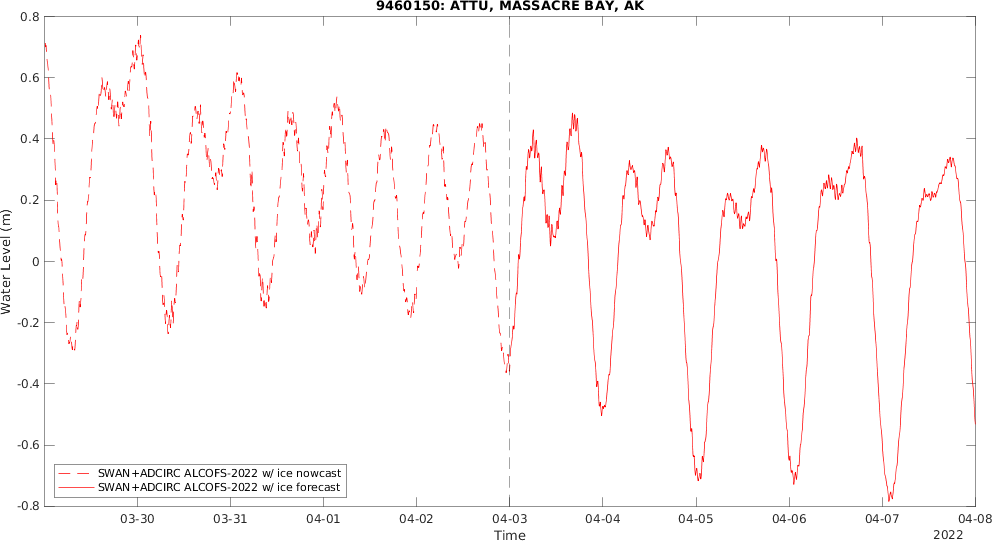 9460150: ATTU, MASSACRE BAY, AK
Water Level (m)
0.8
0.6
0.4
0.2
0
-0.2
-0.4
-0.6
-0.8
SWAN+ADCIRC ALCOFS-2022 w/ ice nowcast
SWAN+ADCIRC ALCOFS-2022 w/ ice forecast
03-30 03-31 04-01 04-02 04-03 04-04 04-05 04-06 04-07 04-08
Time
2022